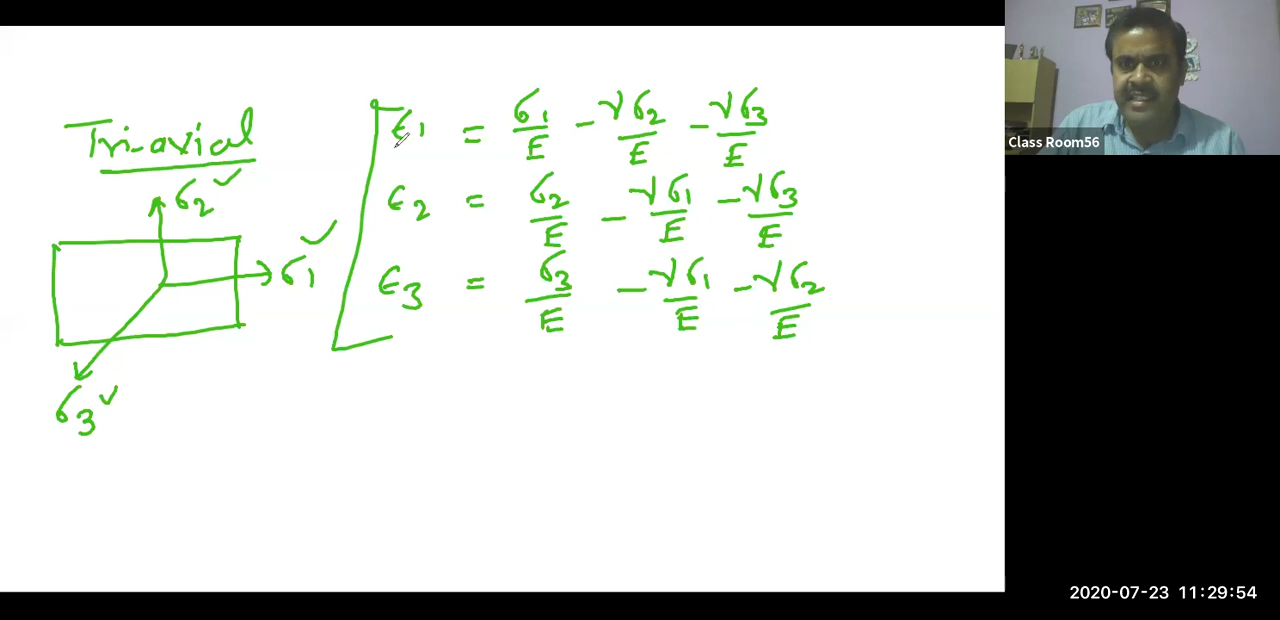 Tri-axial
σ2 ✓
σ1 ✓
σ3 ✓
ϵ1 = σ1/E - νσ2/E - νσ3/E
ϵ2 = σ2/E - νσ1/E - νσ3/E
ϵ3 = σ3/E - νσ1/E - νσ2/E
Class Room56
2020-07-23 11:29:54